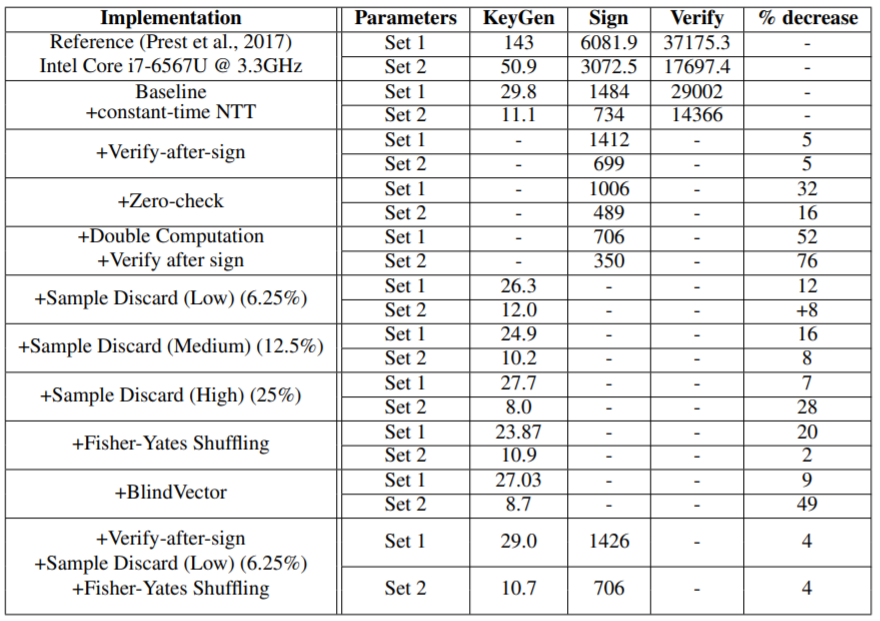 Implementation Parameters KeyGen Sign Verify % decrease
Reference (Prest et al., 2017) Set 1 143 6081.9 37175.3 -
Intel Core i7-6567U @ 3.3GHz Set 2 50.9 3072.5 17697.4 -
Baseline Set 1 29.8 1484 29002 -
+constant-time NTT Set 2 11.1 734 14366 -
+Verify-after-sign
Set 1 - 1412 - 5
Set 2 - 699 - 5
+Zero-check
Set 1 - 1006 - 32
Set 2 - 489 - 16
+Double Computation Set 1 - 706 - 52
+Verify after sign Set 2 - 350 - 76
+Sample Discard (Low) (6.25%)
Set 1 26.3 - - 12
Set 2 12.0 - - +8
+Sample Discard (Medium) (12.5%)
Set 1 24.9 - - 16
Set 2 10.2 - - 8
+Sample Discard (High) (25%)
Set 1 27.7 - - 7
Set 2 8.0 - - 28
+Fisher-Yates Shuffling
Set 1 23.87 - - 20
Set 2 10.9 - - 2
+BlindVector
Set 1 27.03 - - 9
Set 2 8.7 - - 49
+Verify-after-sign Set 1 29.0 1426 - 4
+Sample Discard (Low) (6.25%)
+Fisher-Yates Shuffling Set 2 10.7 706 - 4